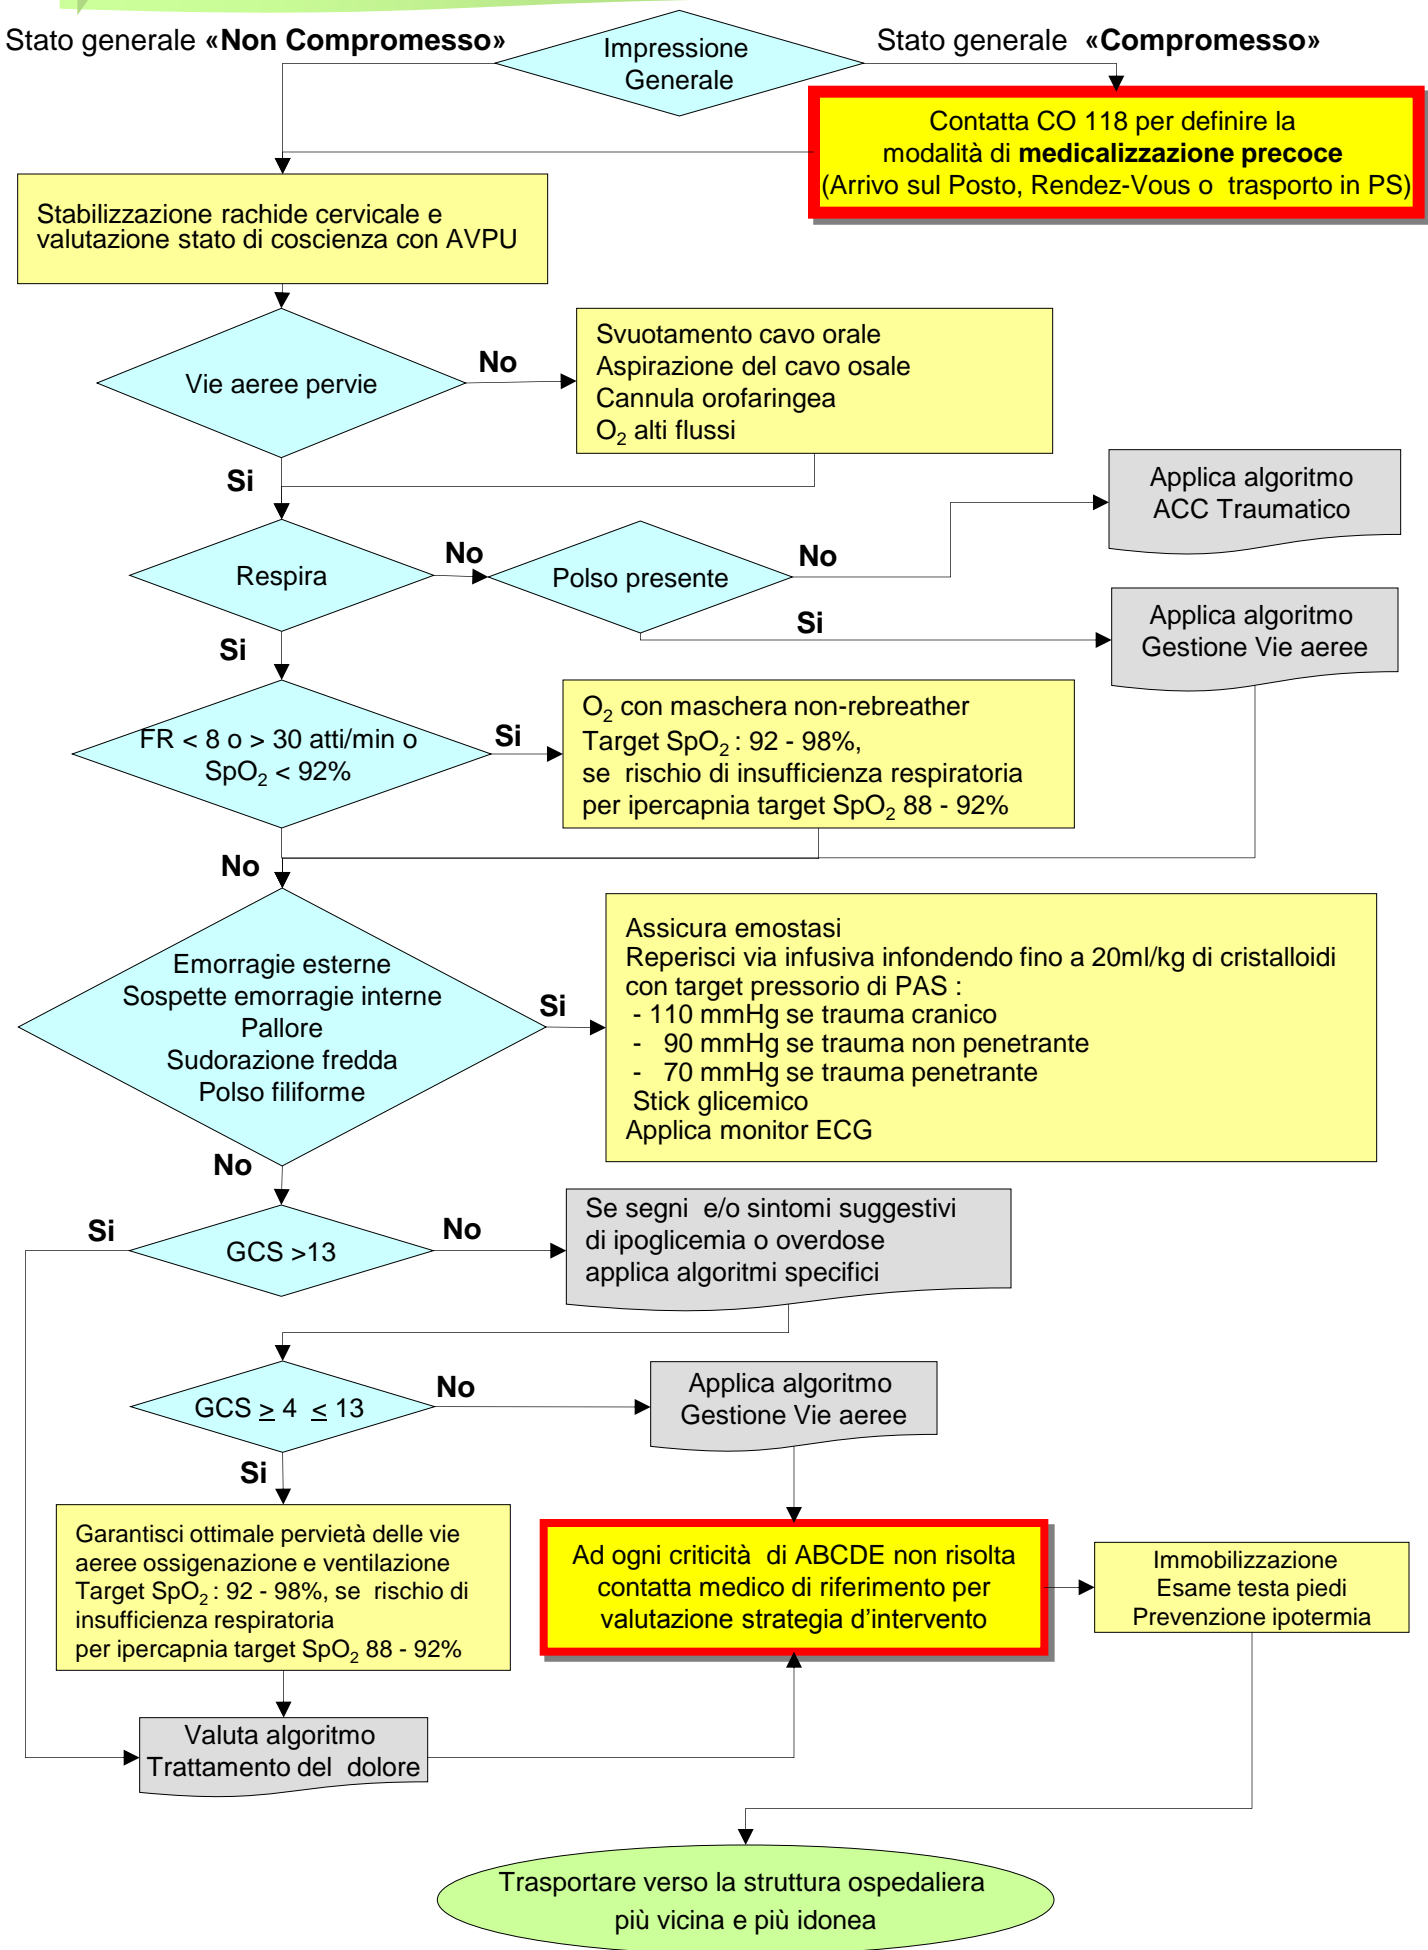 Stato generale «Non Compromesso»
Impressione
Generale
Stato generale «Compromesso»
Contatta CO 118 per definire la
modalità di medicalizzazione precoce
(Arrivo sul Posto, Rendez-Vous o trasporto in PS)
Stabilizzazione rachide cervicale e
valutazione stato di coscienza con AVPU
Vie aeree pervie
No
Svuotamento cavo orale
Aspirazione del cavo osale
Cannula orofaringea
O₂ alti flussi
Si
Respira
No
Polso presente
No
Applica algoritmo
ACC Traumatico
Si
Applica algoritmo
Gestione Vie aeree
Si
FR < 8 o > 30 atti/min o
SpO₂ < 92%
Si
O₂ con maschera non-rebreather
Target SpO₂ : 92 - 98%,
se rischio di insufficienza respiratoria
per ipercapnia target SpO₂ 88 - 92%
No
Emorragie esterne
Sospette emorragie interne
Pallore
Sudorazione fredda
Polso filiforme
Si
Assicura emostasi
Reperisci via infusiva infondendo fino a 20ml/kg di cristalloidi
con target pressorio di PAS :
- 110 mmHg se trauma cranico
- 90 mmHg se trauma non penetrante
- 70 mmHg se trauma penetrante
Stick glicemico
Applica monitor ECG
No
GCS >13
Si
No
Se segni e/o sintomi suggestivi
di ipoglicemia o overdose
applica algoritmi specifici
GCS ≥ 4 ≤ 13
No
Applica algoritmo
Gestione Vie aeree
Si
Garantisci ottimale pervietà delle vie
aeree ossigenazione e ventilazione
Target SpO₂ : 92 - 98%, se rischio di
insufficienza respiratoria
per ipercapnia target SpO₂ 88 - 92%
Ad ogni criticità di ABCDE non risolta
contatta medico di riferimento per
valutazione strategia d’intervento
Immobilizzazione
Esame testa piedi
Prevenzione ipotermia
Valuta algoritmo
Trattamento del dolore
Trasportare verso la struttura ospedaliera
più vicina e più idonea